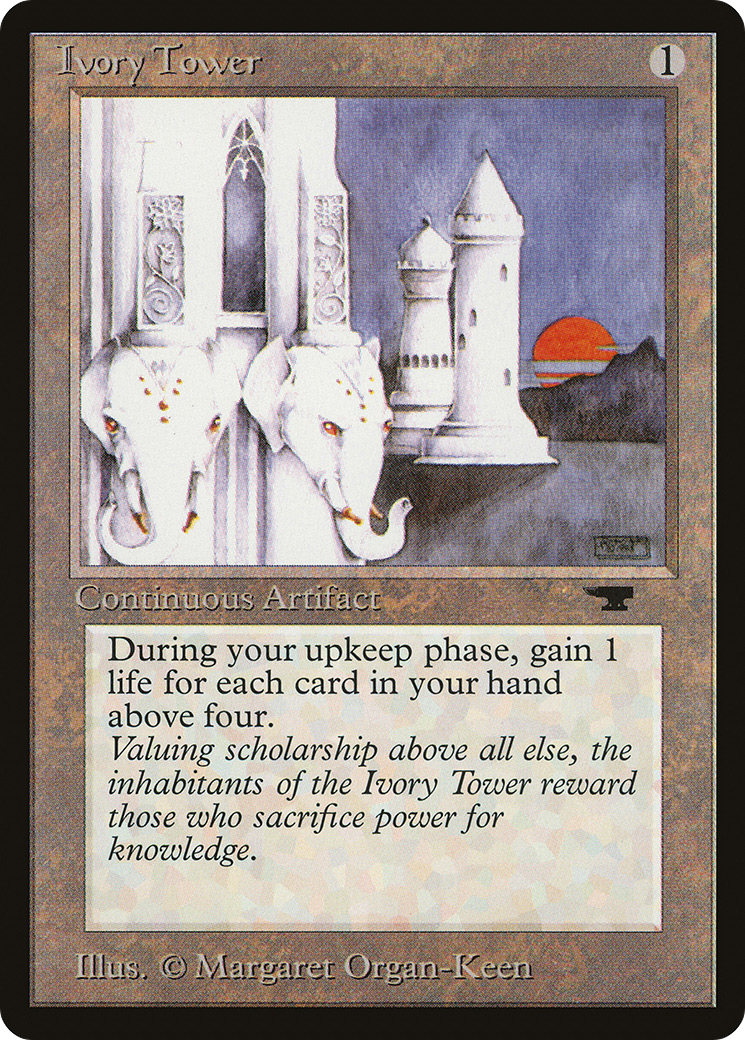 Ivory Tower
1
Continuous Artifact
During your upkeep phase, gain 1
life for each card in your hand
above four.
Valuing scholarship above all else, the
inhabitants of the Ivory Tower reward
those who sacrifice power for
knowledge.
Illus. © Margaret Organ-Keen